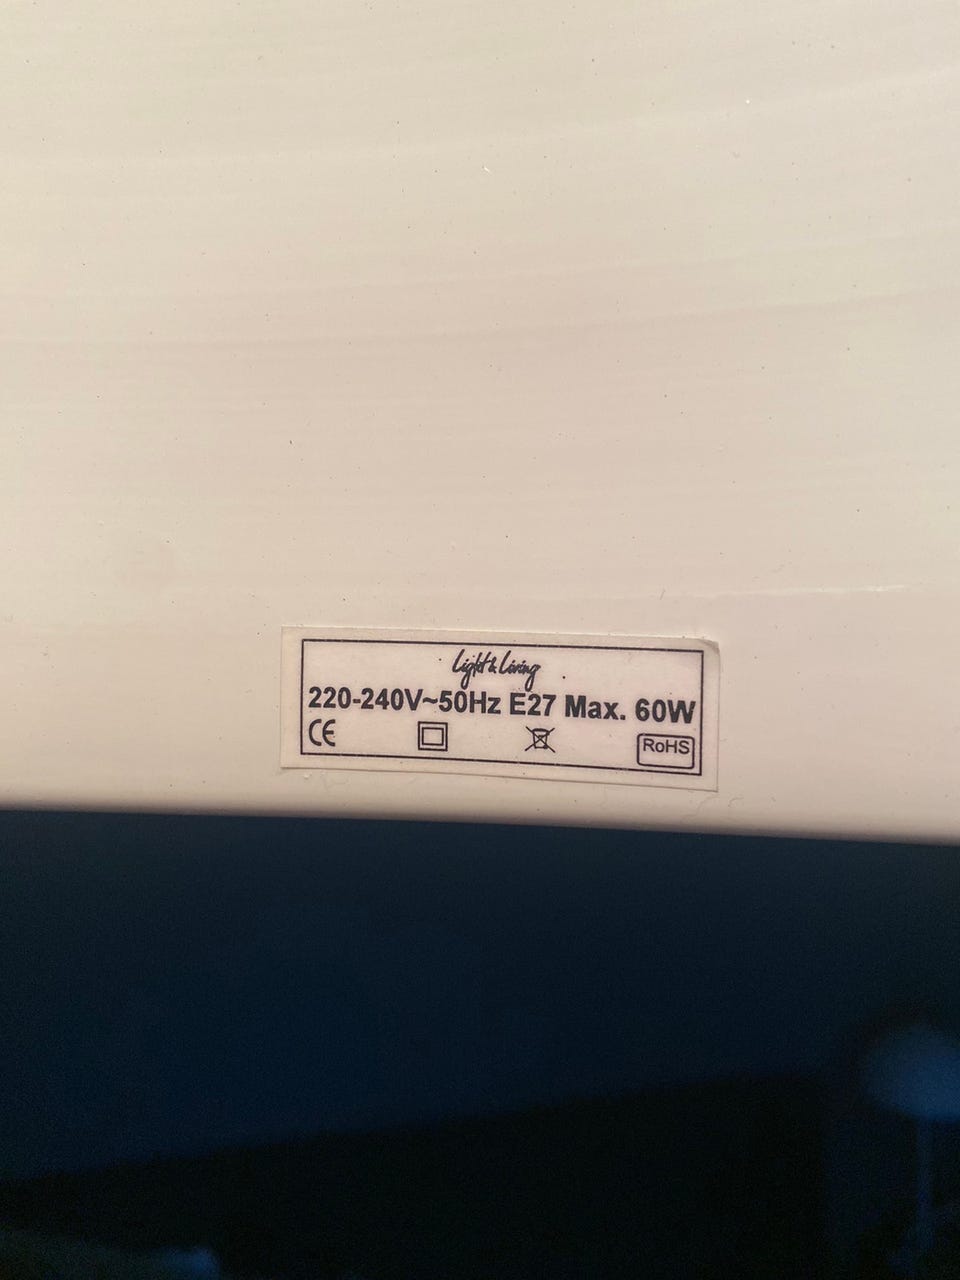 Light & Living
220-240V~50Hz E27 Max. 60W
CE RoHS